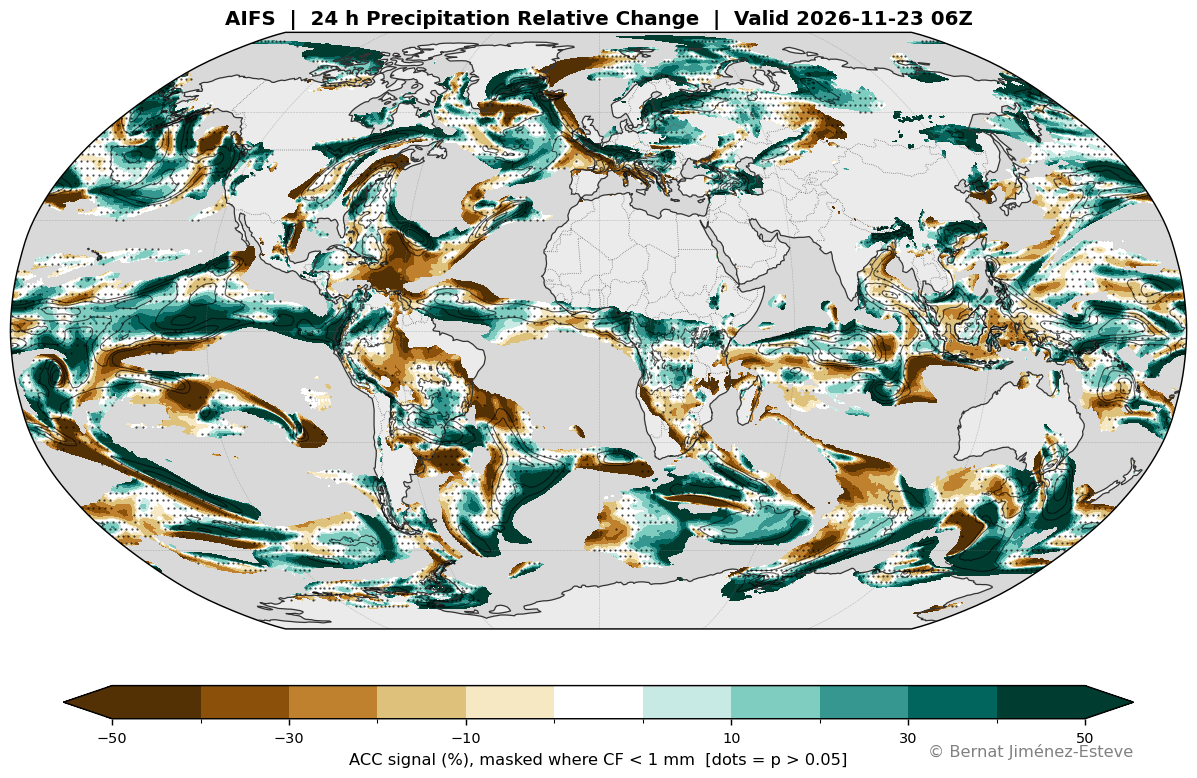 AIFS | 24 h Precipitation Relative Change | Valid 2026-11-23 06Z
−50 −30 −10 10 30 50
ACC signal (%), masked where CF < 1 mm [dots = p > 0.05]
© Bernat Jiménez-Esteve